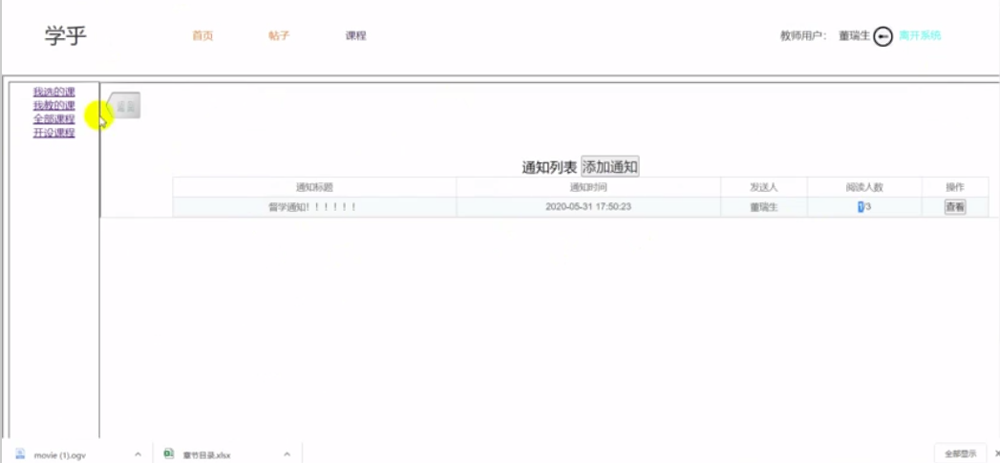 学乎 首页 帖子 课程 教师用户： 董瑞生 离开系统
我选的课
我教的课
全部课程
开设课程
通知列表 添加通知
通知标题 通知时间 发送人 阅读人数 操作
留学通知！！！！！！ 2020-05-31 17:50:23 董瑞生 1/3 查看
movie (1).ogv 章节目录.xlsx 全部显示